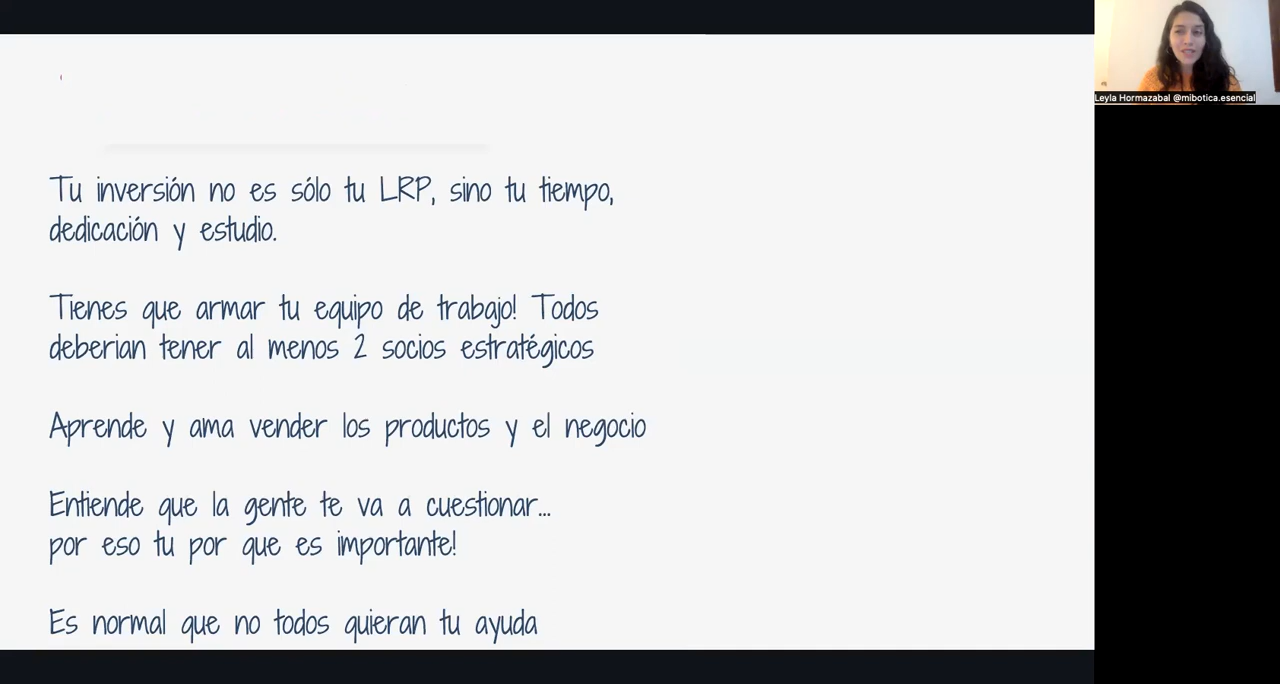 Leyla Hormazabal @mibotica.esencial
Tu inversión no es sólo tu LRP, sino tu tiempo,
dedicación y estudio.
Tienes que armar tu equipo de trabajo! Todos
deberian tener al menos 2 socios estratégicos
Aprende y ama vender los productos y el negocio
Entiende que la gente te va a cuestionar...
por eso tu por que es importante!
Es normal que no todos quieran tu ayuda